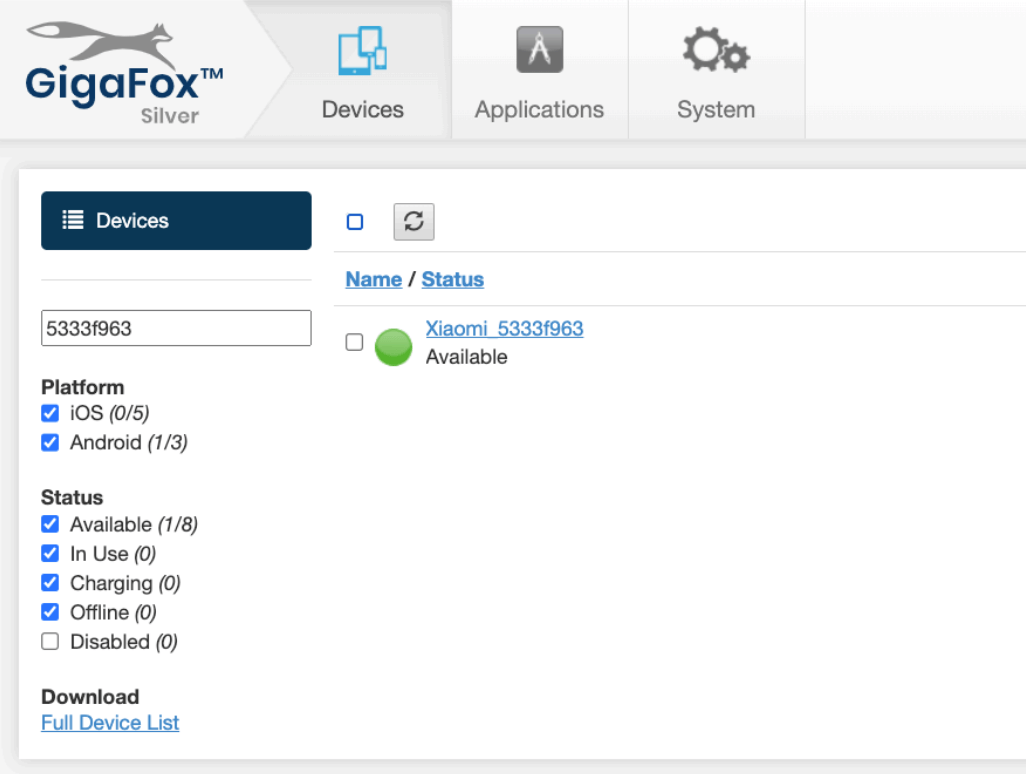 GigaFox™
Silver
Devices
Applications
System
Devices
Name / Status
5333f963
Xiaomi_5333f963
Available
Platform
iOS (0/5)
Android (1/3)
Status
Available (1/8)
In Use (0)
Charging (0)
Offline (0)
Disabled (0)
Download
Full Device List